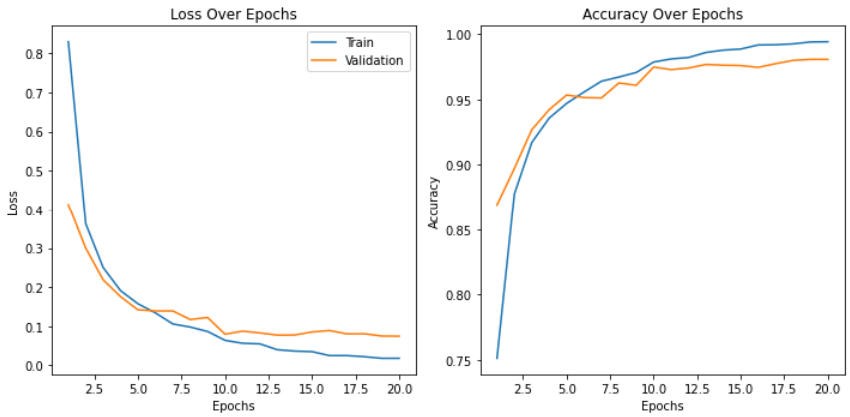 Loss Over Epochs
Train
Validation
Loss
0.8
0.7
0.6
0.5
0.4
0.3
0.2
0.1
0.0
2.5 5.0 7.5 10.0 12.5 15.0 17.5 20.0
Epochs
Accuracy Over Epochs
Accuracy
1.00
0.95
0.90
0.85
0.80
0.75
2.5 5.0 7.5 10.0 12.5 15.0 17.5 20.0
Epochs